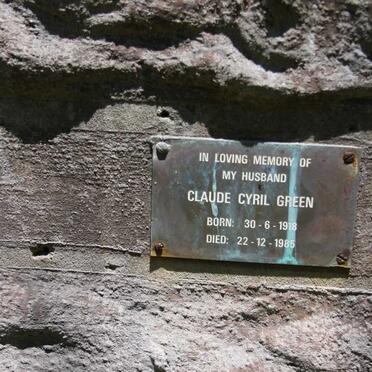 IN LOVING MEMORY OF
MY HUSBAND
CLAUDE CYRIL GREEN
BORN: 30 - 6 - 1918
DIED: 22 - 12 - 1985